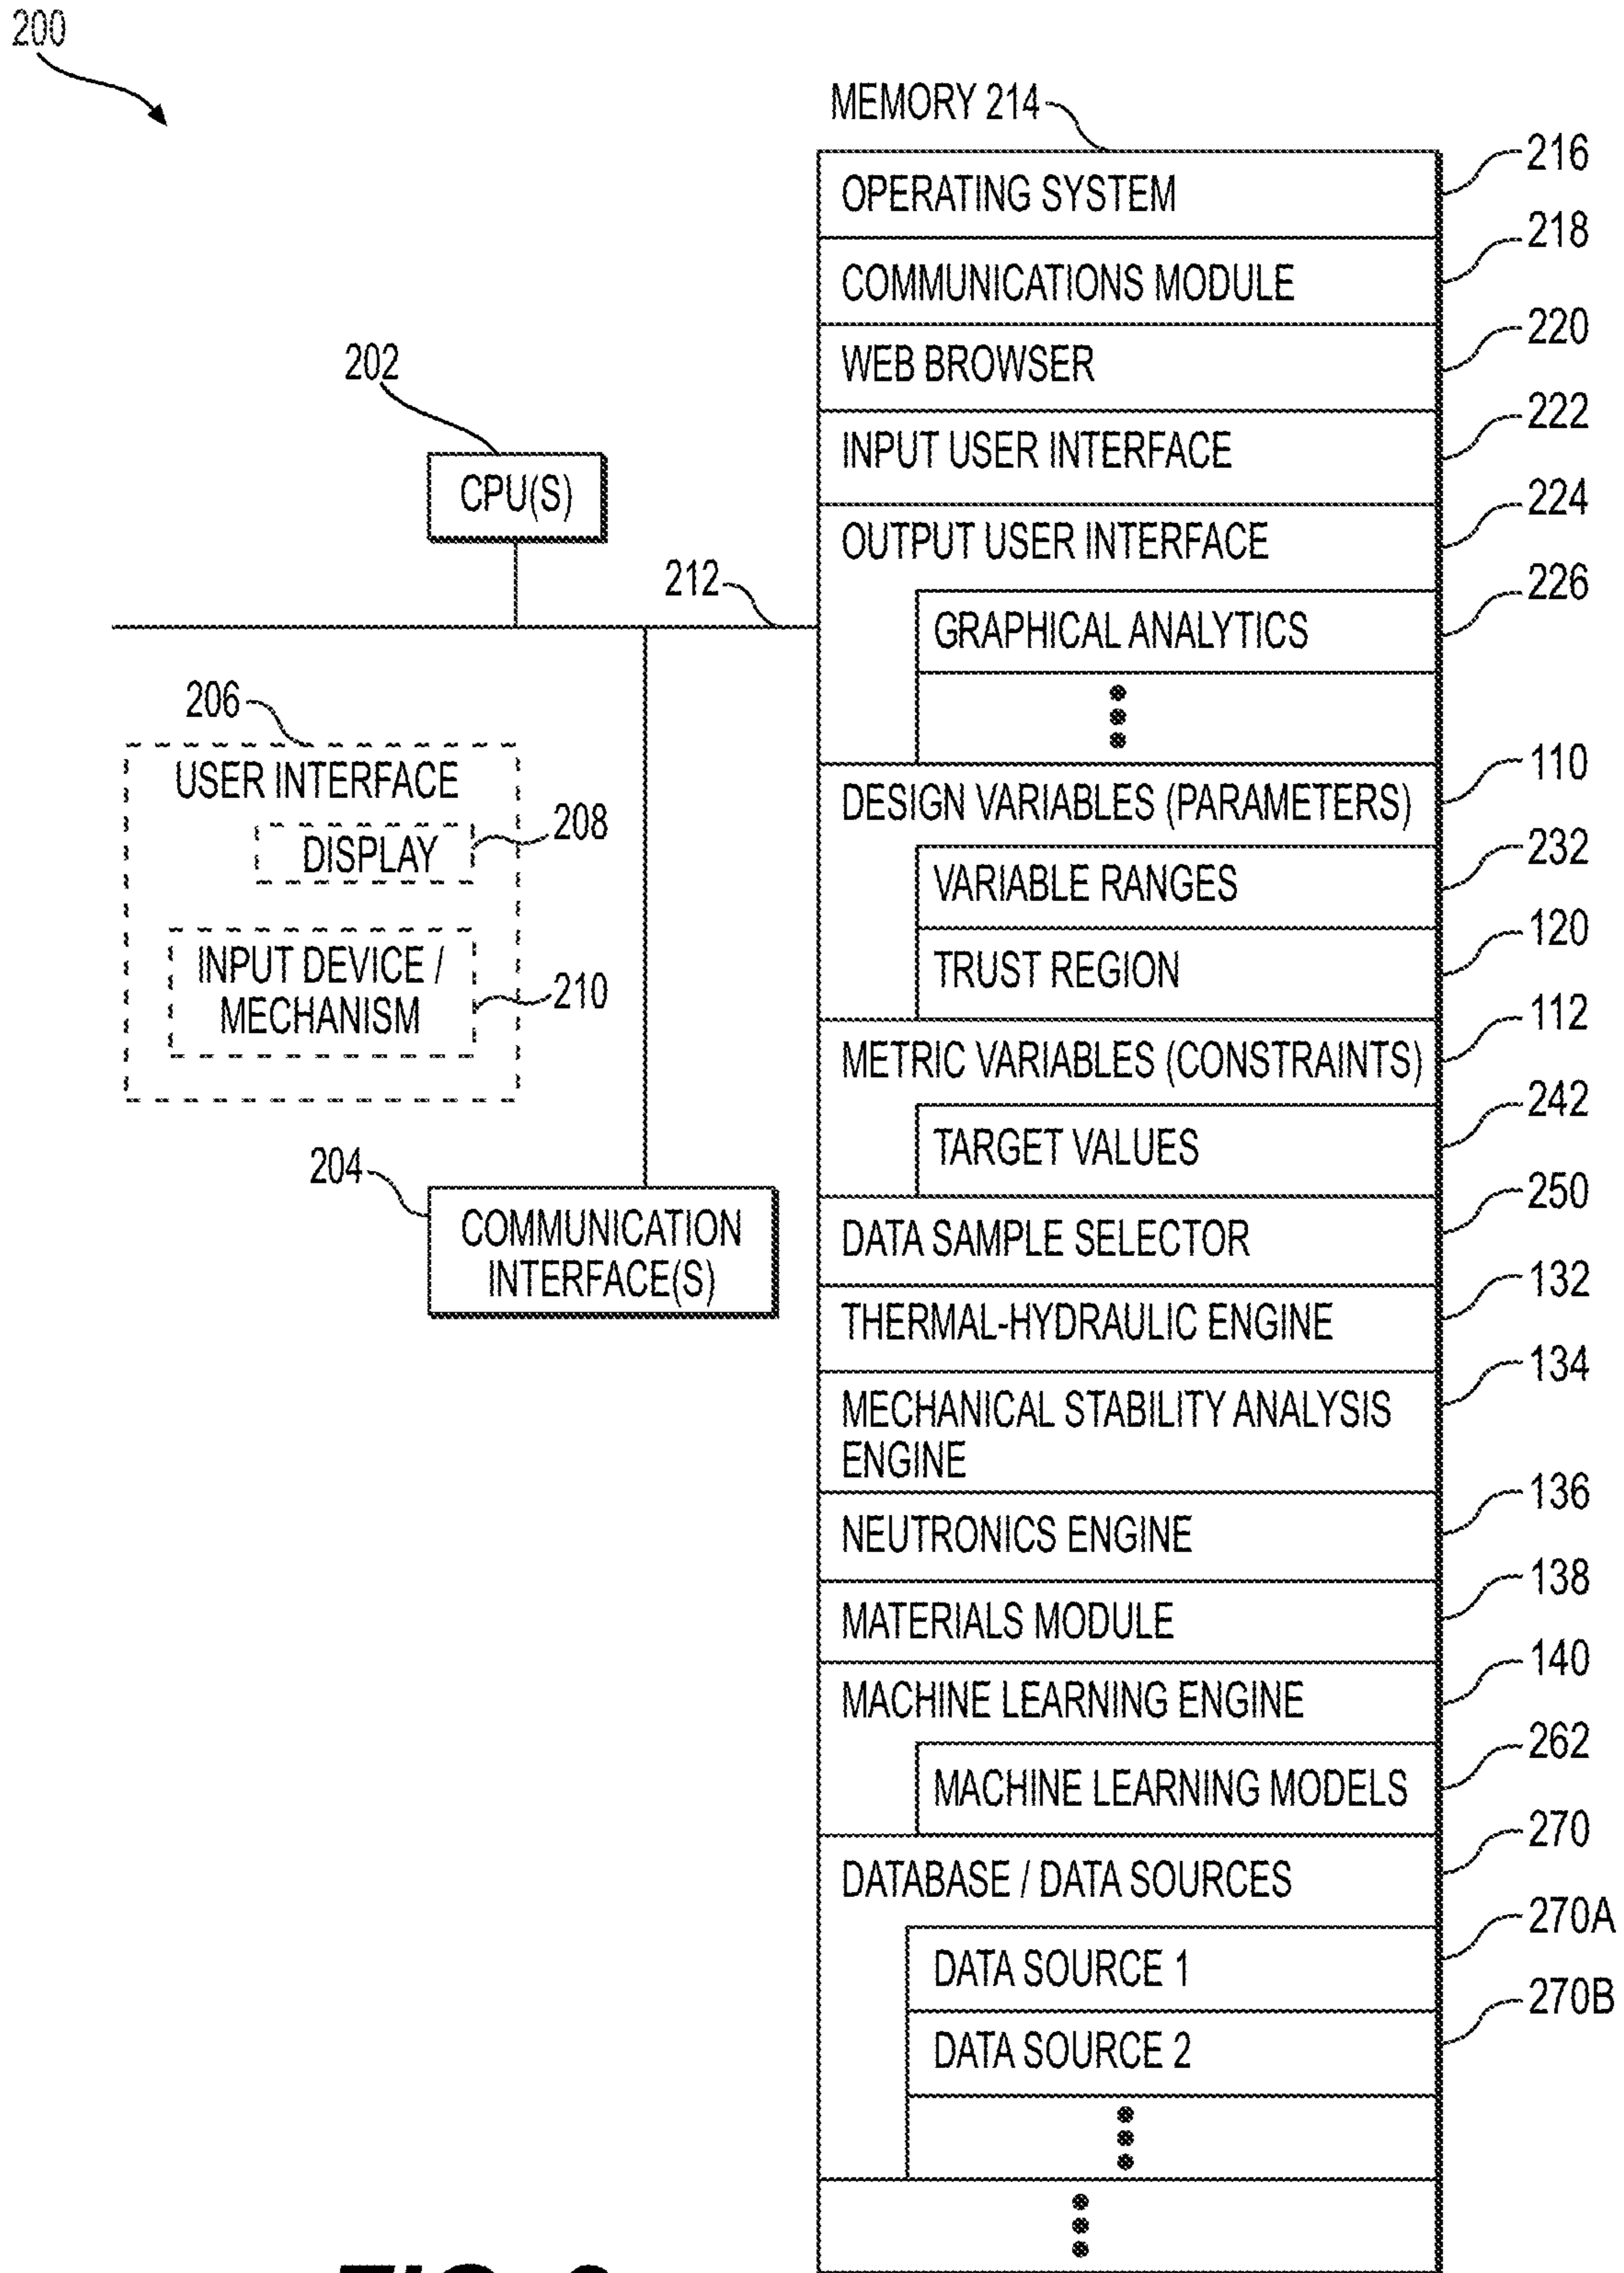 200
MEMORY 214
OPERATING SYSTEM
216
COMMUNICATIONS MODULE
218
WEB BROWSER
220
INPUT USER INTERFACE
222
OUTPUT USER INTERFACE
224
GRAPHICAL ANALYTICS
226
202
CPU(S)
212
206
USER INTERFACE
DISPLAY
208
INPUT DEVICE /
MECHANISM
210
204
COMMUNICATION
INTERFACE(S)
DESIGN VARIABLES (PARAMETERS)
110
VARIABLE RANGES
232
TRUST REGION
120
METRIC VARIABLES (CONSTRAINTS)
112
TARGET VALUES
242
DATA SAMPLE SELECTOR
250
THERMAL-HYDRAULIC ENGINE
132
MECHANICAL STABILITY ANALYSIS
ENGINE
134
NEUTRONICS ENGINE
136
MATERIALS MODULE
138
MACHINE LEARNING ENGINE
140
MACHINE LEARNING MODELS
262
DATABASE / DATA SOURCES
270
DATA SOURCE 1
270A
DATA SOURCE 2
270B